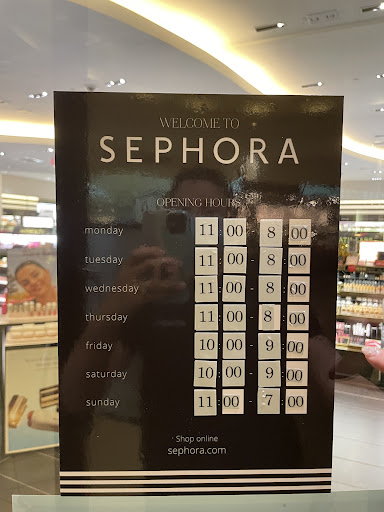 WELCOME TO
SEPHORA
OPENING HOURS
monday 11:00 - 8:00
tuesday 11:00 - 8:00
wednesday 11:00 - 8:00
thursday 11:00 - 8:00
friday 10:00 - 9:00
saturday 10:00 - 9:00
sunday 11:00 - 7:00
Shop online
sephora.com